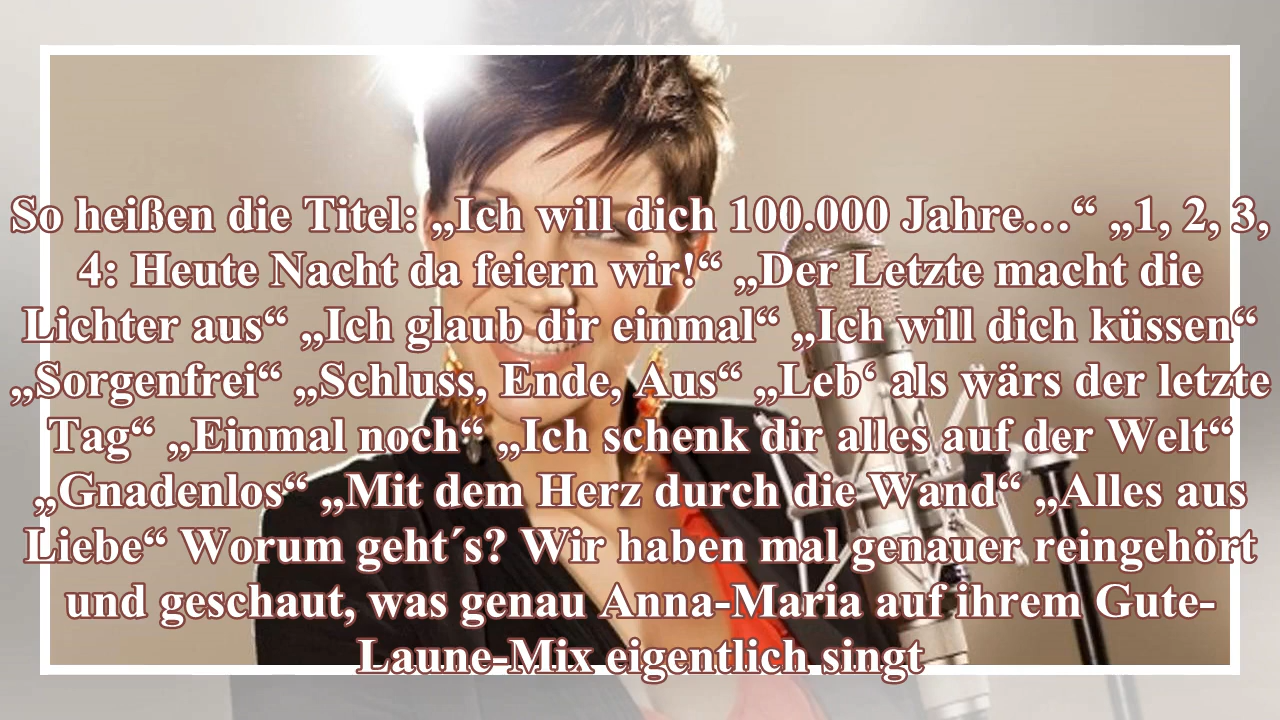 So heißen die Titel: „Ich will dich 100.000 Jahre…“ „1, 2, 3,
4: Heute Nacht da feiern wir!“ „Der Letzte macht die
Lichter aus“ „Ich glaub dir einmal“ „Ich will dich küssen“
„Sorgenfrei“ „Schluss, Ende, Aus“ „Leb‘ als wärs der letzte
Tag“ „Einmal noch“ „Ich schenk dir alles auf der Welt“
„Gnadenlos“ „Mit dem Herz durch die Wand“ „Alles aus
Liebe“ Worum geht´s? Wir haben mal genauer reingehört
und geschaut, was genau Anna-Maria auf ihrem Gute-
Laune-Mix eigentlich singt